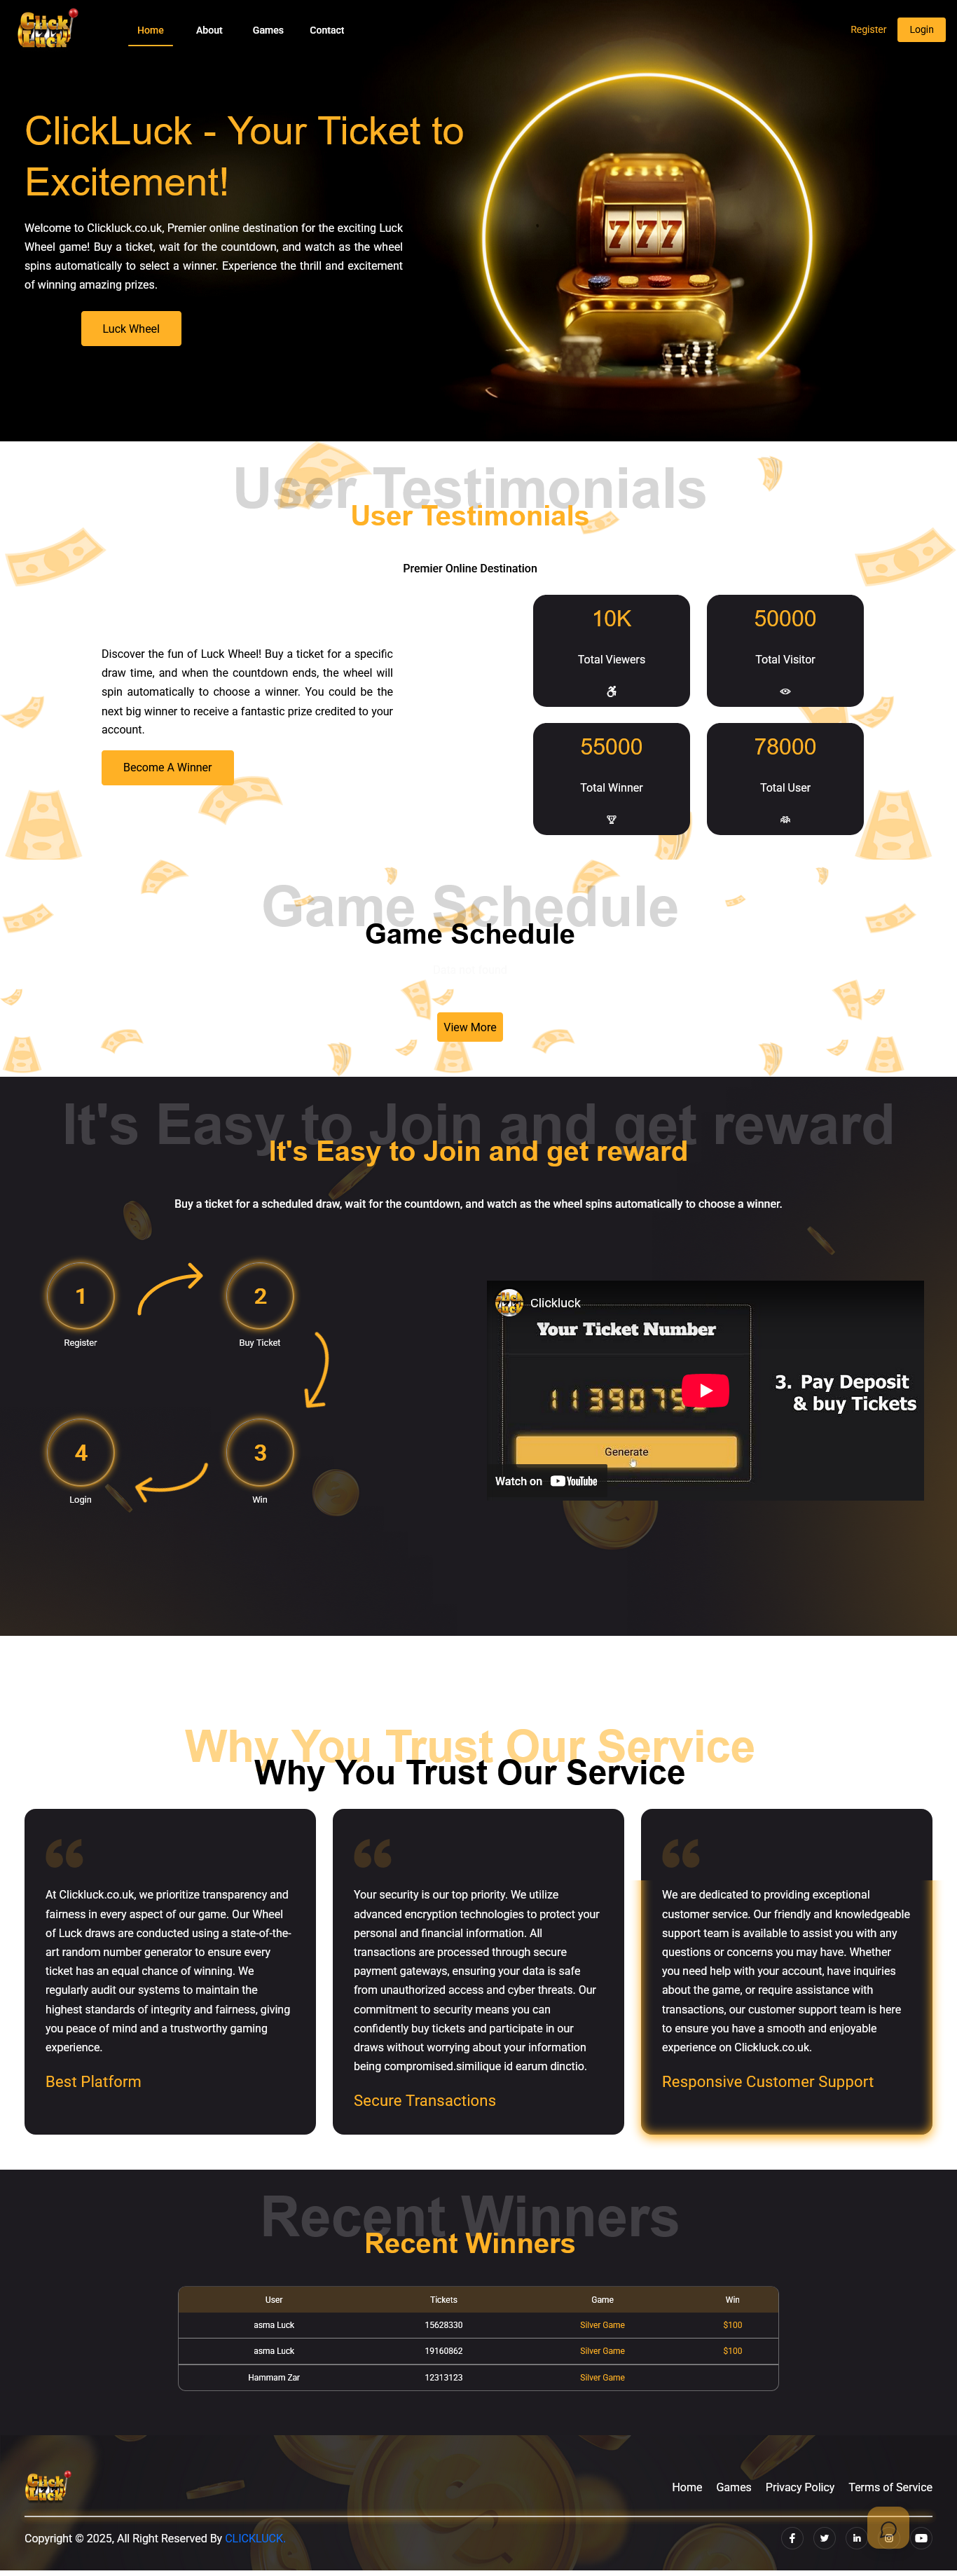 Click Luck
Home About Games Contact
Register Login
ClickLuck - Your Ticket to
Excitement!
Welcome to Clickluck.co.uk, Premier online destination for the exciting Luck
Wheel game! Buy a ticket, wait for the countdown, and watch as the wheel
spins automatically to select a winner. Experience the thrill and excitement
of winning amazing prizes.
Luck Wheel
777
User Testimonials
User Testimonials
Premier Online Destination
Discover the fun of Luck Wheel! Buy a ticket for a specific
draw time, and when the countdown ends, the wheel will
spin automatically to choose a winner. You could be the
next big winner to receive a fantastic prize credited to your
account.
Become A Winner
10K
Total Viewers
50000
Total Visitor
55000
Total Winner
78000
Total User
Game Schedule
Game Schedule
View More
It's Easy to Join and get reward
It's Easy to Join and get reward
Buy a ticket for a scheduled draw, wait for the countdown, and watch as the wheel spins automatically to choose a winner.
1
Register
2
Buy Ticket
4
Login
3
Win
Clickluck
Your Ticket Number
Generate
3. Pay Deposit
& buy Tickets
Watch on YouTube
Why You Trust Our Service
Why You Trust Our Service
At Clickluck.co.uk, we prioritize transparency and
fairness in every aspect of our game. Our Wheel
of Luck draws are conducted using a state-of-the-
art random number generator to ensure every
ticket has an equal chance of winning. We
regularly audit our systems to maintain the
highest standards of integrity and fairness, giving
you peace of mind and a trustworthy gaming
experience.
Best Platform
Your security is our top priority. We utilize
advanced encryption technologies to protect your
personal and financial information. All
transactions are processed through secure
payment gateways, ensuring your data is safe
from unauthorized access and cyber threats. Our
commitment to security means you can
confidently buy tickets and participate in our
draws without worrying about your information
being compromised.similique id earum dinctio.
Secure Transactions
We are dedicated to providing exceptional
customer service. Our friendly and knowledgeable
support team is available to assist you with any
questions or concerns you may have. Whether
you need help with your account, have inquiries
about the game, or require assistance with
transactions, our customer support team is here
to ensure you have a smooth and enjoyable
experience on Clickluck.co.uk.
Responsive Customer Support
Recent Winners
Recent Winners
User Tickets Game Win
asma Luck 15628330 Silver Game $100
asma Luck 19160862 Silver Game $100
Hammam Zar 12313123 Silver Game
Click Luck
Home Games Privacy Policy Terms of Service
Copyright © 2025, All Right Reserved By CLICKLUCK.